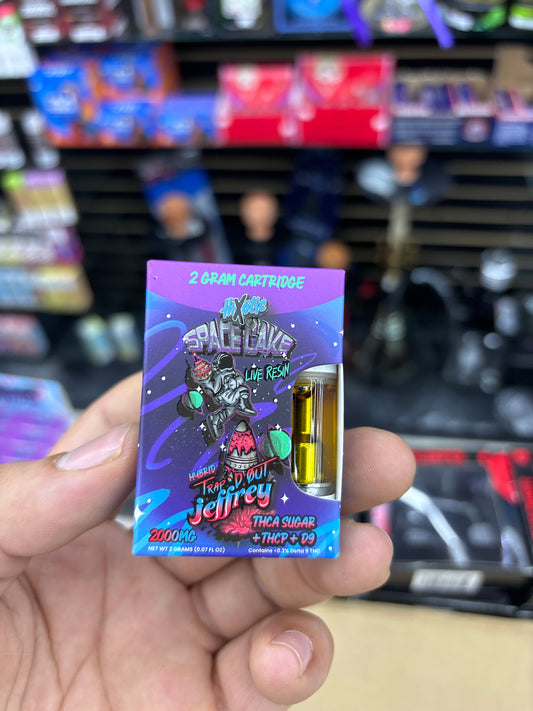 2 GRAM CARTRIDGE
HiXotic
SPACE CAKE
LIVE RESIN
HYBRID
TRAP*D OUT
jeffrey
THCA SUGAR
+THCP + D9
2000MG
NET WT 2 GRAMS (0.07 FL OZ)
Contains <0.3% Delta 9 THC